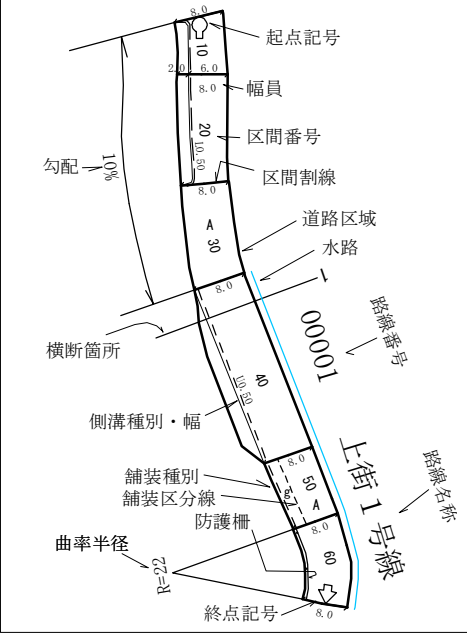 8.0
起点記号
10
2.0 6.0
8.0
幅員
20
U0.50
区間番号
勾配
10%
8.0
区間割線
A
30
道路区域
水路
8.0
1
横断箇所
00001
路線番号
40
U0.50
側溝種別・幅
8.0
上街1号線
路線名称
舗装種別
舗装区分線
g'
50
A
防護柵
8.0
曲率半径
60
R=22
終点記号
8.0